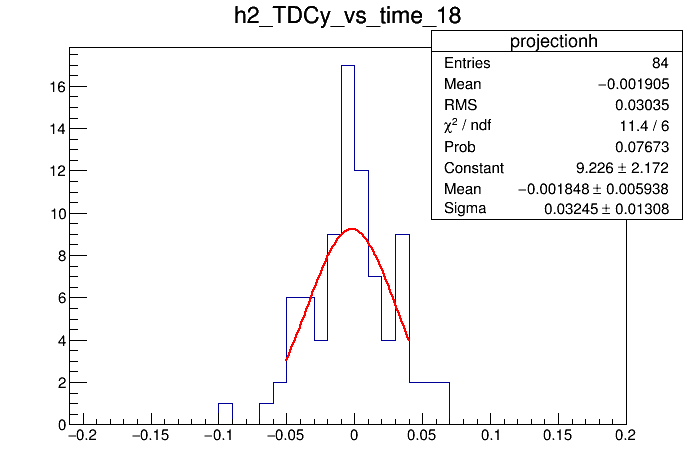 h2_TDCy_vs_time_18
projectionh
Entries 84
Mean −0.001905
RMS 0.03035
χ² / ndf 11.4 / 6
Prob 0.07673
Constant 9.226 ± 2.172
Mean −0.001848 ± 0.005938
Sigma 0.03245 ± 0.01308
16
14
12
10
8
6
4
2
0
−0.2 −0.15 −0.1 −0.05 0 0.05 0.1 0.15 0.2